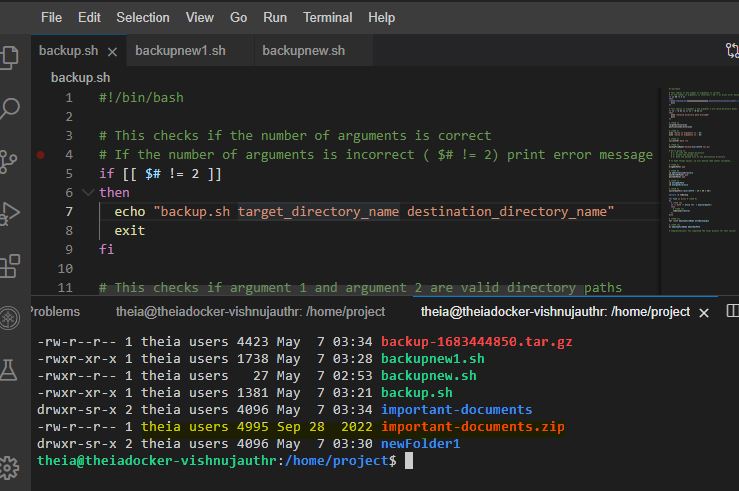 File Edit Selection View Go Run Terminal Help
backup.sh × backupnew1.sh backupnew.sh
backup.sh
1 #!/bin/bash
2
3 # This checks if the number of arguments is correct
4 # If the number of arguments is incorrect ( $# != 2) print error message
5 if [[ $# != 2 ]]
6 then
7 echo "backup.sh target_directory_name destination_directory_name"
8 exit
9 fi
10
11 # This checks if argument 1 and argument 2 are valid directory paths
Problems theia@theiadocker-vishnujauthr: /home/project theia@theiadocker-vishnujauthr: /home/project ×
-rw-r--r-- 1 theia users 4423 May 7 03:34 backup-1683444850.tar.gz
-rwxr-xr-x 1 theia users 1738 May 7 03:28 backupnew1.sh
-rwxr--r-- 1 theia users 27 May 7 02:53 backupnew.sh
-rwxr-xr-x 1 theia users 1381 May 7 03:21 backup.sh
drwxr-sr-x 2 theia users 4096 May 7 03:34 important-documents
-rw-r--r-- 1 theia users 4995 Sep 28 2022 important-documents.zip
drwxr-sr-x 2 theia users 4096 May 7 03:30 newFolder1
theia@theiadocker-vishnujauthr:/home/project$